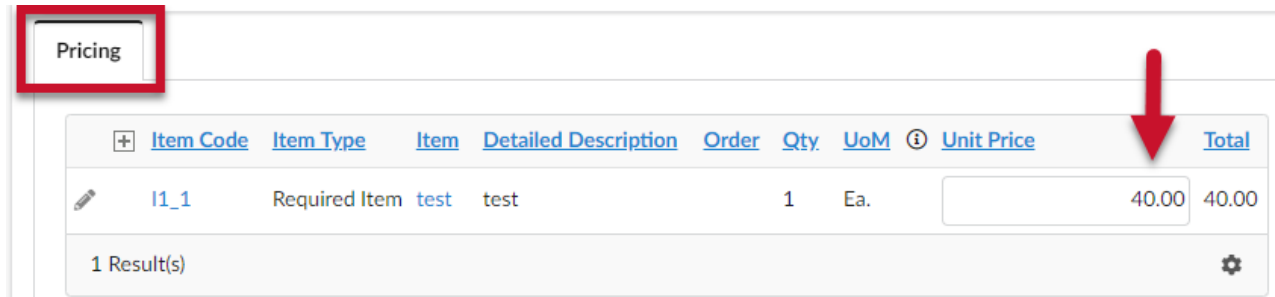 Pricing
Item Code Item Type Item Detailed Description Order Qty UoM Unit Price Total
I1_1 Required Item test test 1 Ea. 40.00 40.00
1 Result(s)